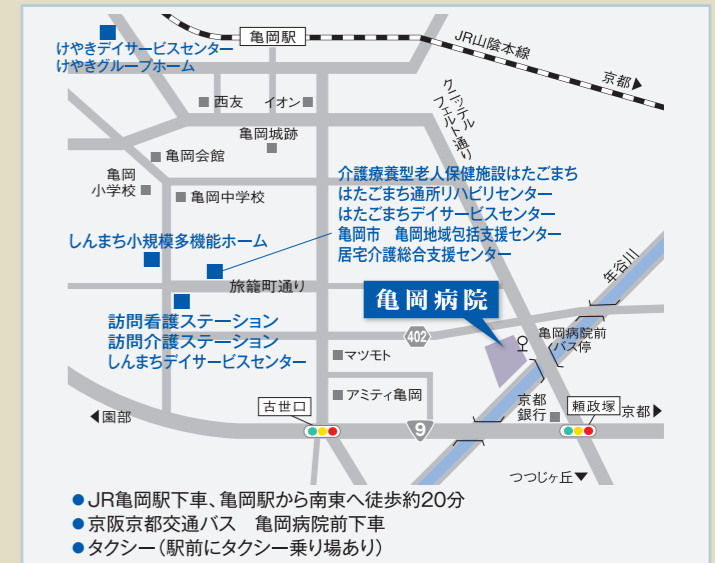 亀岡駅
JR山陰本線
京都▶
けやきデイサービスセンター
けやきグループホーム
西友
イオン
クニッテル
フェルト通り
亀岡城跡
亀岡会館
亀岡
小学校
亀岡中学校
介護療養型老人保健施設はたごまち
はたごまち通所リハビリセンター
はたごまちデイサービスセンター
亀岡市　亀岡地域包括支援センター
居宅介護総合支援センター
しんまち小規模多機能ホーム
年谷川
旅籠町通り
亀岡病院
訪問看護ステーション
訪問介護ステーション
しんまちデイサービスセンター
402
亀岡病院前
バス停
マツモト
アミティ亀岡
古世口
◀園部
9
京都
銀行
頼政塚
京都▶
つつじヶ丘▼
●JR亀岡駅下車、亀岡駅から南東へ徒歩約20分
●京阪京都交通バス　亀岡病院前下車
●タクシー（駅前にタクシー乗り場あり）